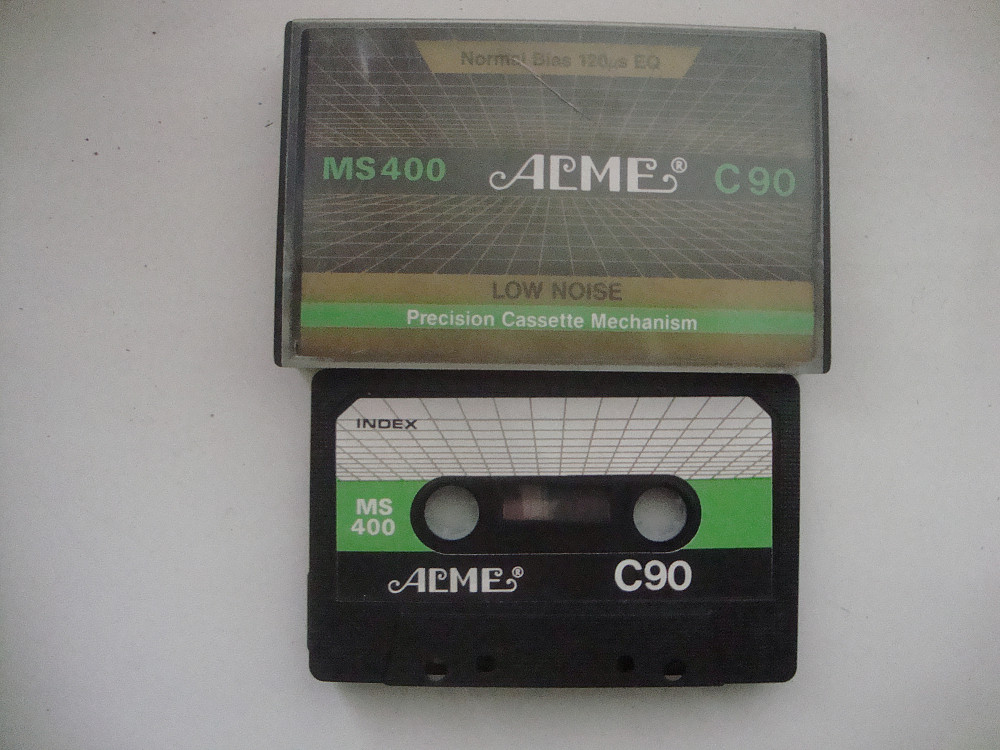 Normal Bias 120µs EQ
MS400 ACME® C90
LOW NOISE
Precision Cassette Mechanism
INDEX
MS
400
ACME® C90